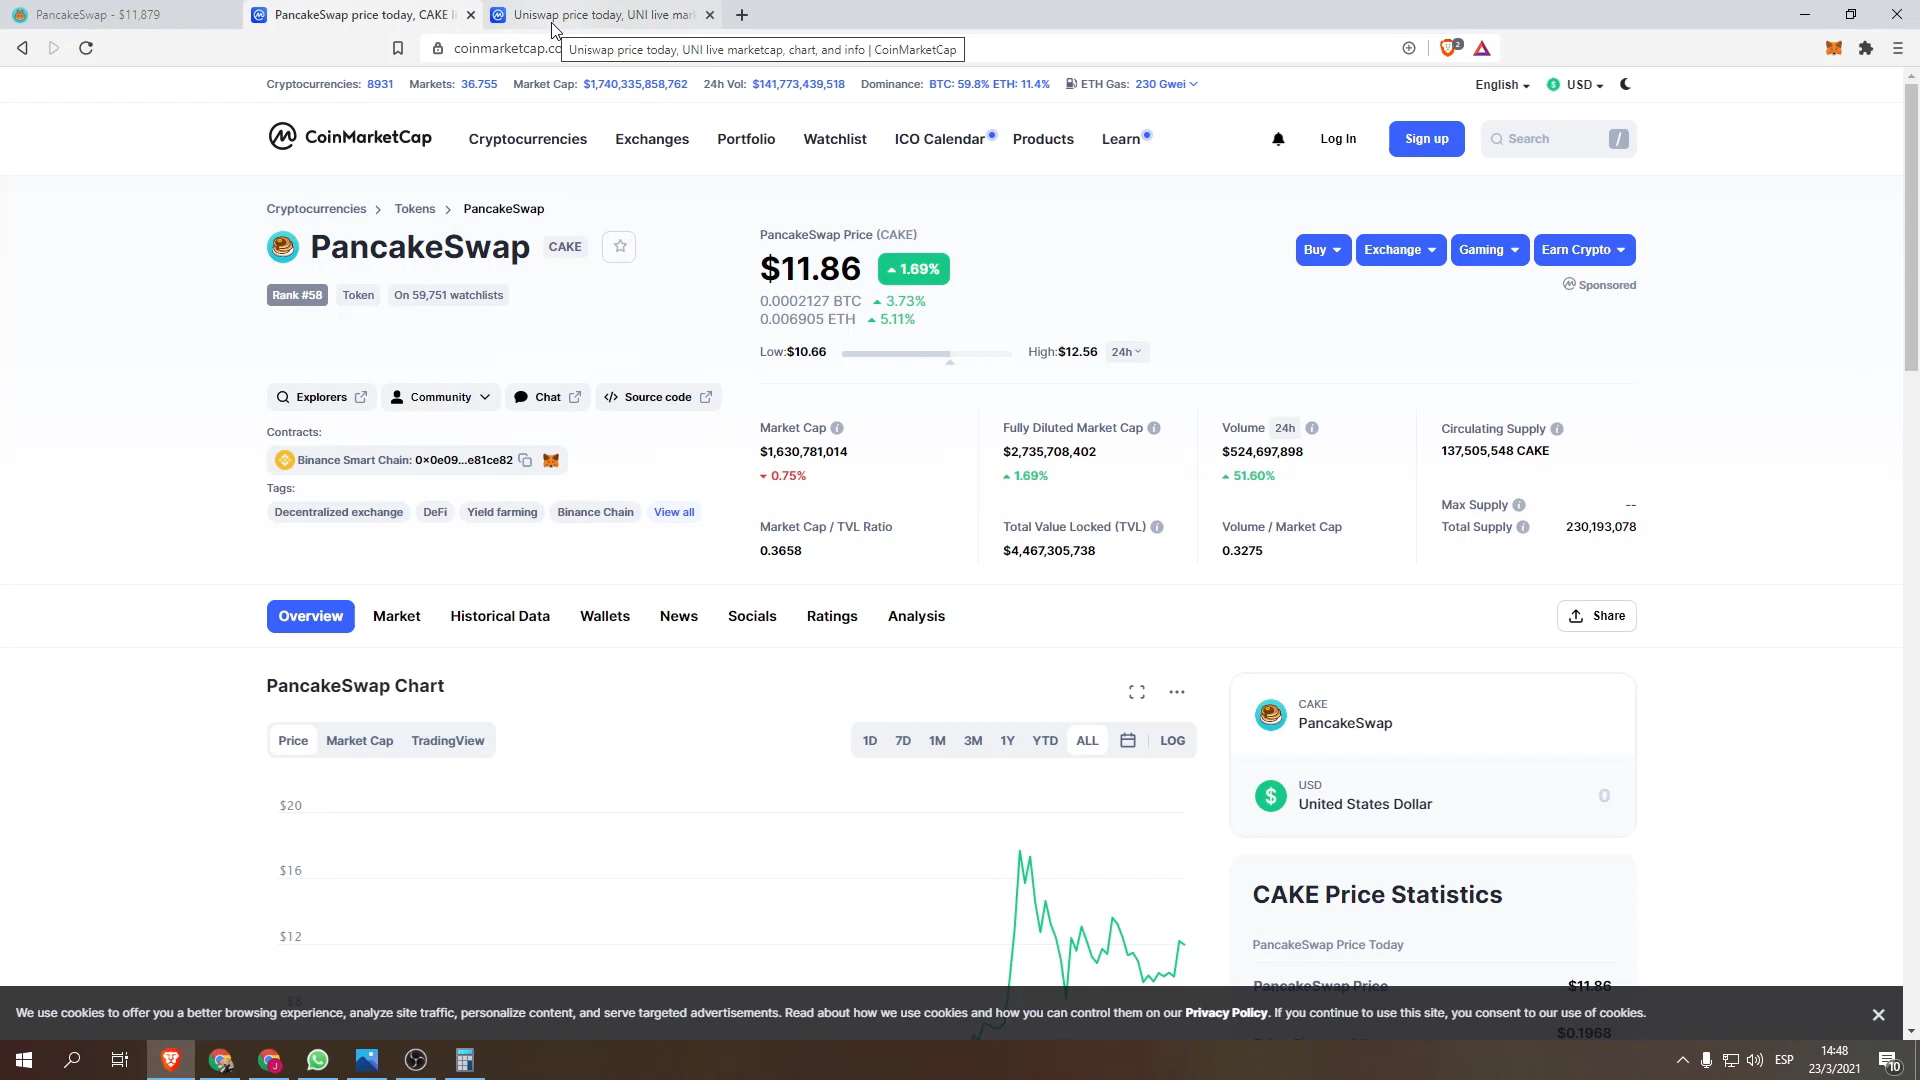 PancakeSwap - $11,879
PancakeSwap price today, CAKE li
Uniswap price today, UNI live mar
coinmarketcap.co
Uniswap price today, UNI live marketcap, chart, and info | CoinMarketCap
2
Cryptocurrencies: 8931 Markets: 36.755 Market Cap: $1,740,335,858,762 24h Vol: $141,773,439,518 Dominance: BTC: 59.8% ETH: 11.4% ETH Gas: 230 Gwei
English USD
CoinMarketCap
Cryptocurrencies Exchanges Portfolio Watchlist ICO Calendar Products Learn
Log In Sign up Search /
Cryptocurrencies > Tokens > PancakeSwap
PancakeSwap CAKE
Rank #58 Token On 59,751 watchlists
PancakeSwap Price (CAKE)
$11.86 1.69%
0.0002127 BTC 3.73%
0.006905 ETH 5.11%
Low:$10.66 High:$12.56 24h
Buy Exchange Gaming Earn Crypto
Sponsored
Explorers Community Chat </> Source code
Contracts:
Binance Smart Chain: 0x0e09...e81ce82
Tags:
Decentralized exchange DeFi Yield farming Binance Chain View all
Market Cap
$1,630,781,014
0.75%
Fully Diluted Market Cap
$2,735,708,402
1.69%
Volume 24h
$524,697,898
51.60%
Circulating Supply
137,505,548 CAKE
Market Cap / TVL Ratio
0.3658
Total Value Locked (TVL)
$4,467,305,738
Volume / Market Cap
0.3275
Max Supply --
Total Supply 230,193,078
Overview Market Historical Data Wallets News Socials Ratings Analysis
Share
PancakeSwap Chart
Price Market Cap TradingView
1D 7D 1M 3M 1Y YTD ALL LOG
$20
$16
$12
$8
CAKE
PancakeSwap
USD
United States Dollar
0
CAKE Price Statistics
PancakeSwap Price Today
PancakeSwap Price $11.86
$0.1968
We use cookies to offer you a better browsing experience, analyze site traffic, personalize content, and serve targeted advertisements. Read about how we use cookies and how you can control them on our Privacy Policy. If you continue to use this site, you consent to our use of cookies.
ESP
14:48
23/3/2021
10